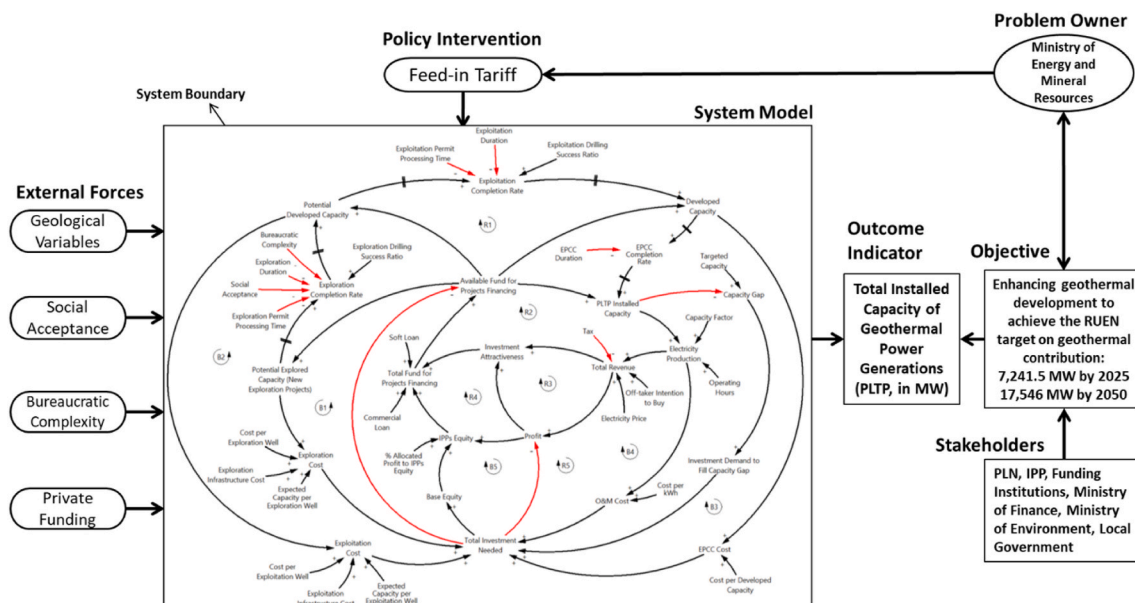 Problem Owner
Ministry of
Energy and
Mineral
Resources
Policy Intervention
Feed-in Tariff
System Boundary
System Model
External Forces
Geological
Variables
Social
Acceptance
Bureaucratic
Complexity
Private
Funding
Exploitation
Duration
Exploitation Permit
Processing Time
Exploitation Drilling
Success Ratio
Exploitation
Completion Rate
R1
Potential
Developed Capacity
Developed
Capacity
Bureaucratic
Complexity
Exploration
Duration
Social
Acceptance
Exploration Permit
Processing Time
Exploration Drilling
Success Ratio
Exploration
Completion Rate
EPCC
Duration
EPCC
Completion
Rate
Targeted
Capacity
Available Fund for
Projects Financing
PLTP Installed
Capacity
Capacity Gap
R2
Capacity Factor
Tax
Soft Loan
Investment
Attractiveness
Electricity
Production
B2
Potential Explored
Capacity (New
Exploration Projects)
Total Fund for
Projects Financing
R3
Total Revenue
Off-taker Intention
to Buy
Operating
Hours
R4
B1
Commercial
Loan
Electricity Price
Cost per
Exploration Well
IPPs Equity
Profit
B4
% Allocated
Profit to IPPs
Equity
B5
R5
Exploration
Cost
Exploration
Infrastructure Cost
Expected
Capacity per
Exploration Well
Base Equity
Investment Demand to
Fill Capacity Gap
O&M Cost
Cost per
kWh
B3
Total Investment
Needed
Exploitation
Cost
EPCC Cost
Cost per
Exploitation Well
Exploitation
Infrastructure Cost
Expected
Capacity per
Exploitation Well
Cost per Developed
Capacity
Outcome
Indicator
Total Installed
Capacity of
Geothermal
Power
Generations
(PLTP, in MW)
Objective
Enhancing geothermal
development to
achieve the RUEN
target on geothermal
contribution:
7,241.5 MW by 2025
17,546 MW by 2050
Stakeholders
PLN, IPP, Funding
Institutions, Ministry
of Finance, Ministry
of Environment, Local
Government